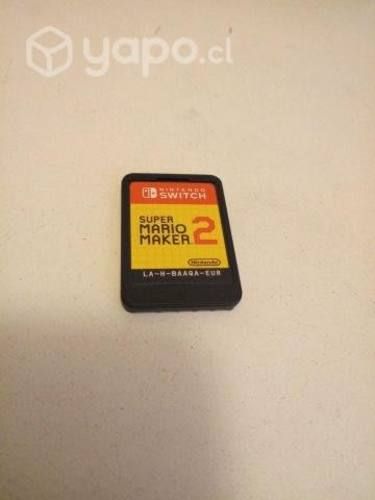 yapo.cl
NINTENDO
SWITCH
SUPER
MARIO
MAKER 2
Nintendo
LA-H-BAAQA-EUR